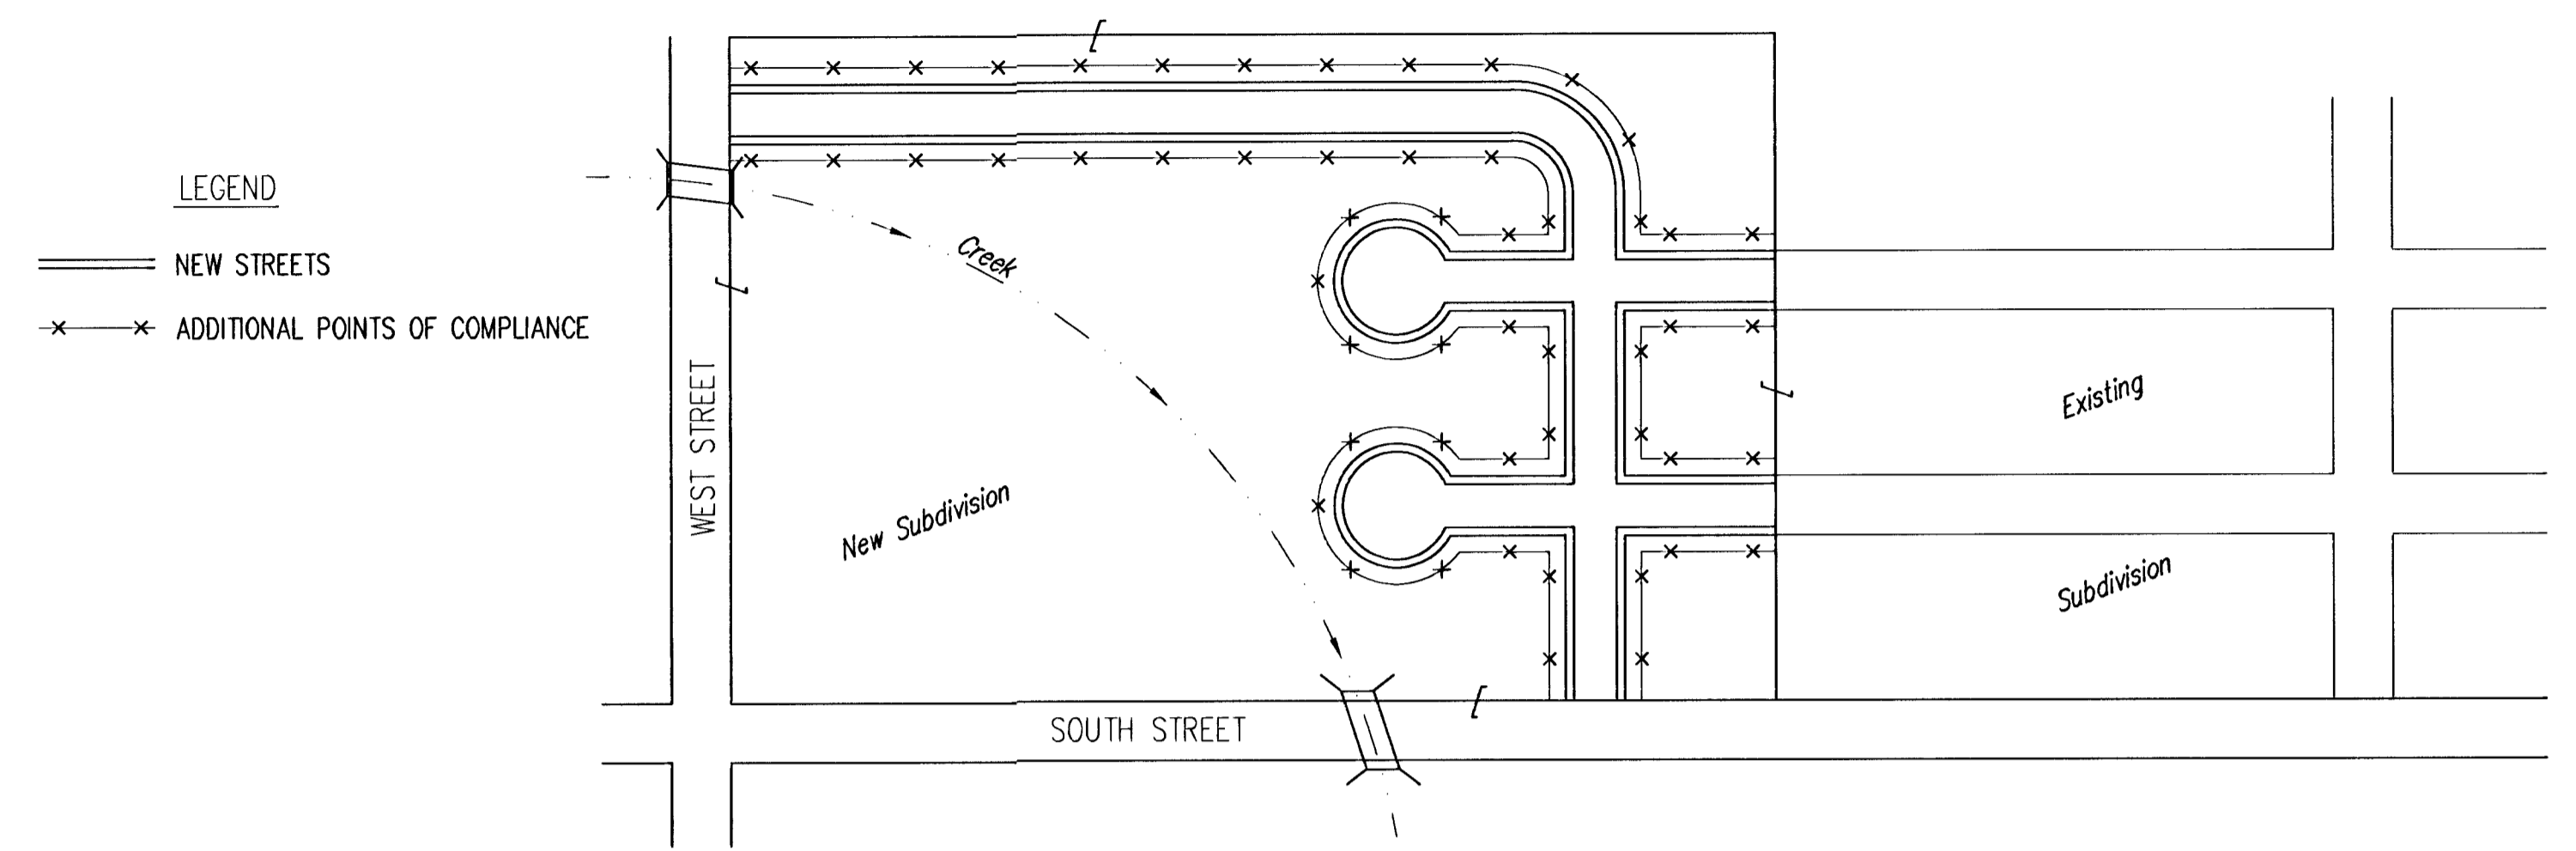 LEGEND
NEW STREETS
ADDITIONAL POINTS OF COMPLIANCE
WEST STREET
Creek
New Subdivision
SOUTH STREET
Existing
Subdivision